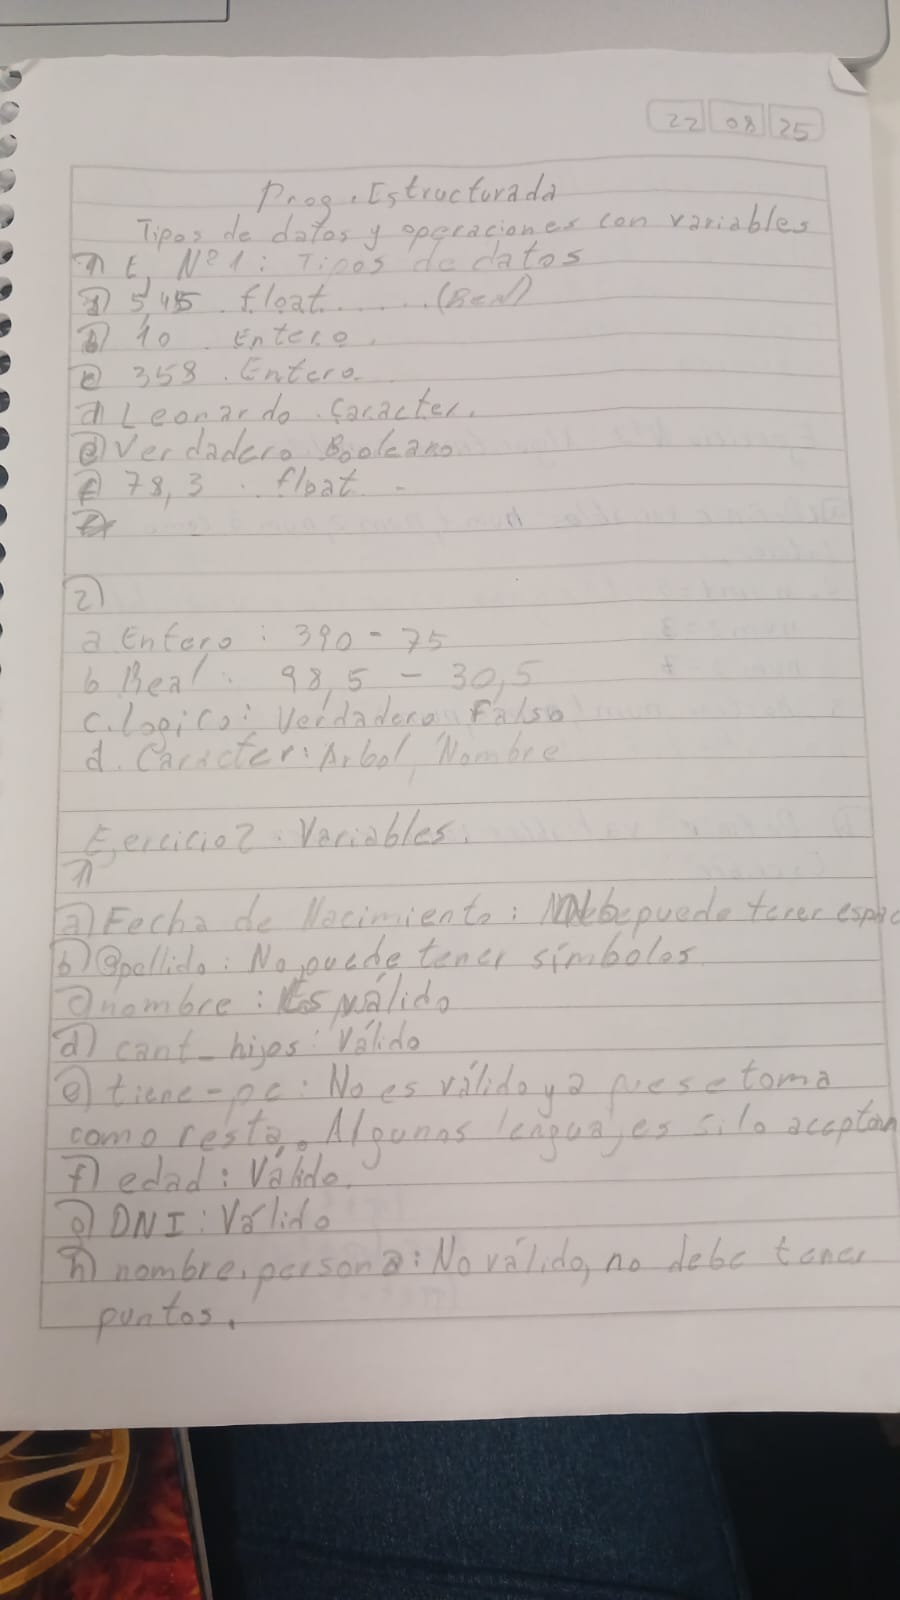 22 08 25
Prog. Estructurada
Tipos de datos y operaciones con variables
1) E, Nº1: Tipos de datos
a) 5,45 float ....... (Real)
b) 10 . Entero.
c) 358 . Entero.
d) Leonardo . Caracter.
e) Verdadero Booleano
f) 78,3 . float -
2)
a Entero : 390 - 75
b Real : 98,5 - 30,5
c. logico: Verdadero, Falso
d. Caracter: Arbol, Nombre
Ejercicio 2 . Variables.
1)
a) Fecha de Nacimiento: puede tener espac
b) @pellido: No puede tener símbolos.
c) nombre : Es válido
d) cant_hijos: Válido
e) tiene-pc: No es válido ya que se toma
como resta. Algunos lenguajes si lo aceptan
f) edad: Válido.
g) DNI: Válido
h) nombre.persona: No válido, no debe tener
puntos.